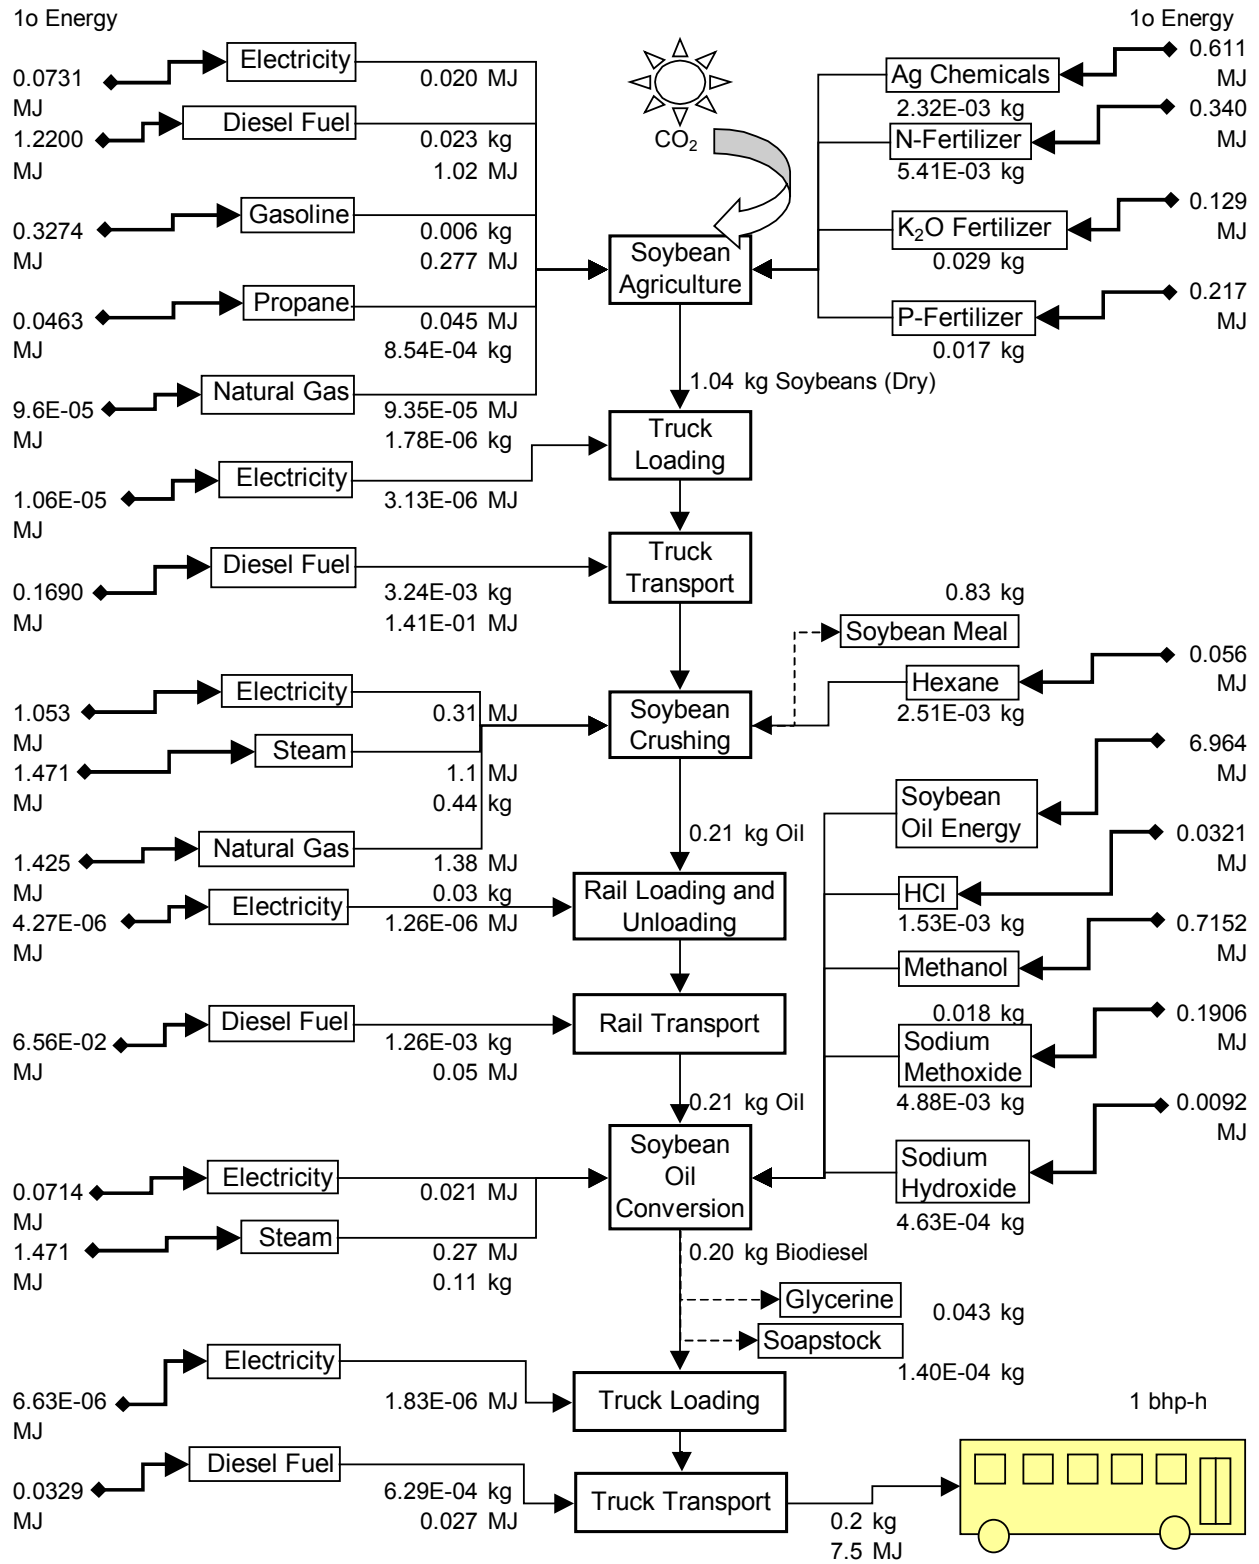 1o Energy
1o Energy
Electricity
0.0731
MJ
0.020 MJ
Diesel Fuel
1.2200
MJ
0.023 kg
1.02 MJ
Gasoline
0.3274
MJ
0.006 kg
0.277 MJ
Propane
0.0463
MJ
0.045 MJ
8.54E-04 kg
Natural Gas
9.6E-05
MJ
9.35E-05 MJ
1.78E-06 kg
CO2
Soybean
Agriculture
Ag Chemicals
0.611
MJ
2.32E-03 kg
N-Fertilizer
0.340
MJ
5.41E-03 kg
K2O Fertilizer
0.129
MJ
0.029 kg
P-Fertilizer
0.217
MJ
0.017 kg
1.04 kg Soybeans (Dry)
Electricity
1.06E-05
MJ
3.13E-06 MJ
Truck
Loading
Diesel Fuel
0.1690
MJ
3.24E-03 kg
1.41E-01 MJ
Truck
Transport
0.83 kg
Soybean Meal
Electricity
1.053
MJ
0.31 MJ
Steam
1.471
MJ
1.1 MJ
0.44 kg
Natural Gas
1.425
MJ
1.38 MJ
0.03 kg
Soybean
Crushing
Hexane
0.056
MJ
2.51E-03 kg
0.21 kg Oil
Electricity
4.27E-06
MJ
1.26E-06 MJ
Rail Loading and
Unloading
Diesel Fuel
6.56E-02
MJ
1.26E-03 kg
0.05 MJ
Rail Transport
0.21 kg Oil
Soybean
Oil Energy
6.964
MJ
HCl
0.0321
MJ
1.53E-03 kg
Methanol
0.7152
MJ
0.018 kg
Sodium
Methoxide
0.1906
MJ
4.88E-03 kg
Sodium
Hydroxide
0.0092
MJ
4.63E-04 kg
Electricity
0.0714
MJ
0.021 MJ
Steam
1.471
MJ
0.27 MJ
0.11 kg
Soybean
Oil
Conversion
0.20 kg Biodiesel
Glycerine
0.043 kg
Soapstock
1.40E-04 kg
Electricity
6.63E-06
MJ
1.83E-06 MJ
Truck Loading
Diesel Fuel
0.0329
MJ
6.29E-04 kg
0.027 MJ
Truck Transport
0.2 kg
7.5 MJ
1 bhp-h